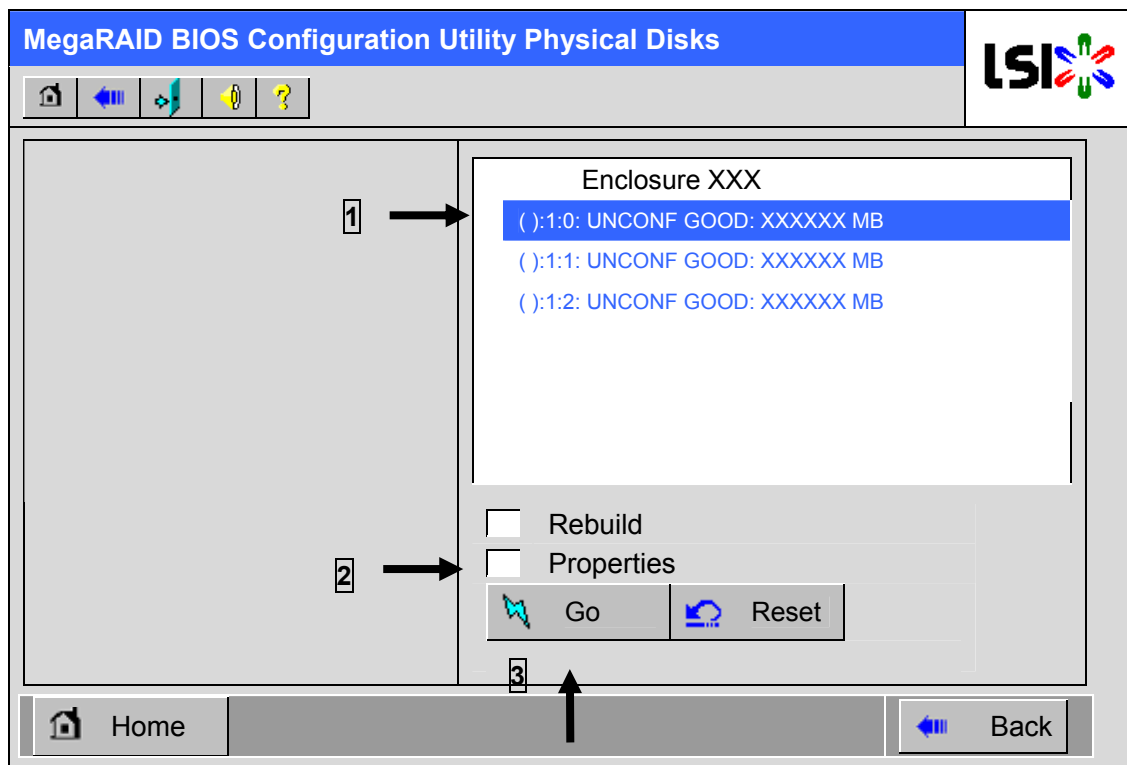 MegaRAID BIOS Configuration Utility Physical Disks
LSI
Enclosure XXX
1
( ):1:0: UNCONF GOOD: XXXXXX MB
( ):1:1: UNCONF GOOD: XXXXXX MB
( ):1:2: UNCONF GOOD: XXXXXX MB
Rebuild
2
Properties
Go
Reset
3
Home
Back